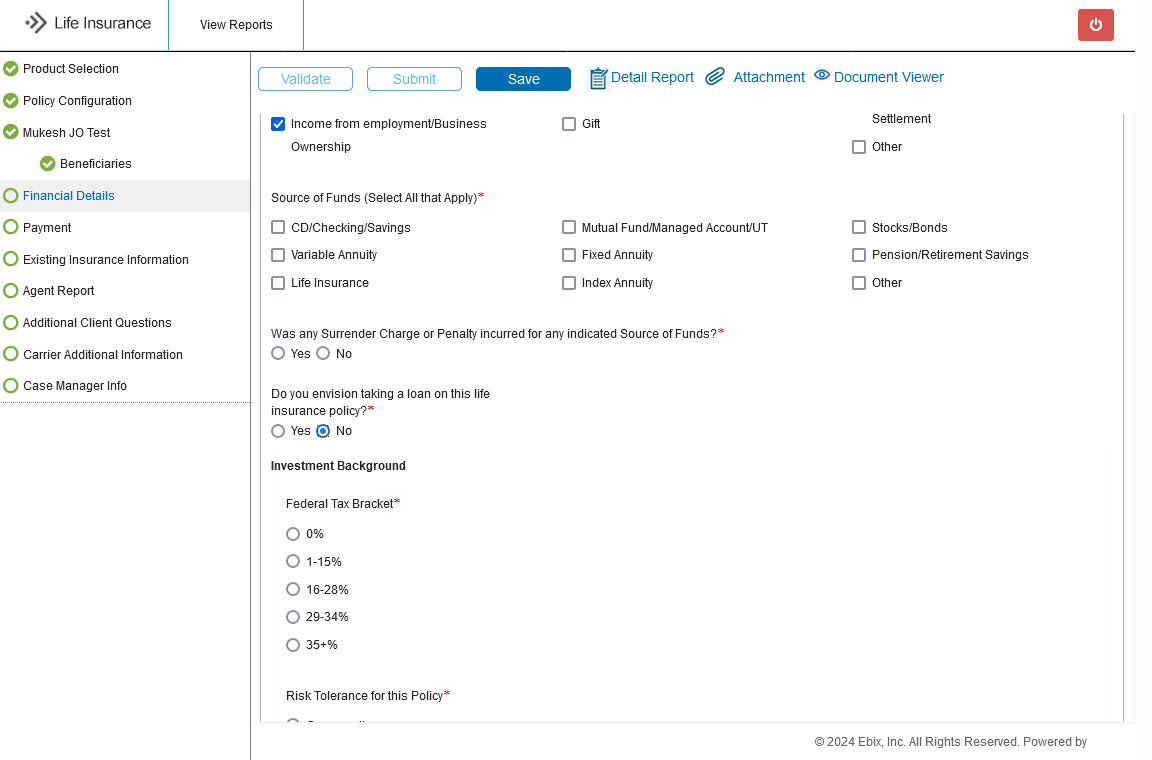 Life Insurance
View Reports
Product Selection
Policy Configuration
Mukesh JO Test
Beneficiaries
Financial Details
Payment
Existing Insurance Information
Agent Report
Additional Client Questions
Carrier Additional Information
Case Manager Info
Validate
Submit
Save
Detail Report
Attachment
Document Viewer
Income from employment/Business
Ownership
Gift
Settlement
Other
Source of Funds (Select All that Apply)*
CD/Checking/Savings
Mutual Fund/Managed Account/UT
Stocks/Bonds
Variable Annuity
Fixed Annuity
Pension/Retirement Savings
Life Insurance
Index Annuity
Other
Was any Surrender Charge or Penalty incurred for any indicated Source of Funds?*
Yes No
Do you envision taking a loan on this life
insurance policy?*
Yes No
Investment Background
Federal Tax Bracket*
0%
1-15%
16-28%
29-34%
35+%
Risk Tolerance for this Policy*
© 2024 Ebix, Inc. All Rights Reserved. Powered by